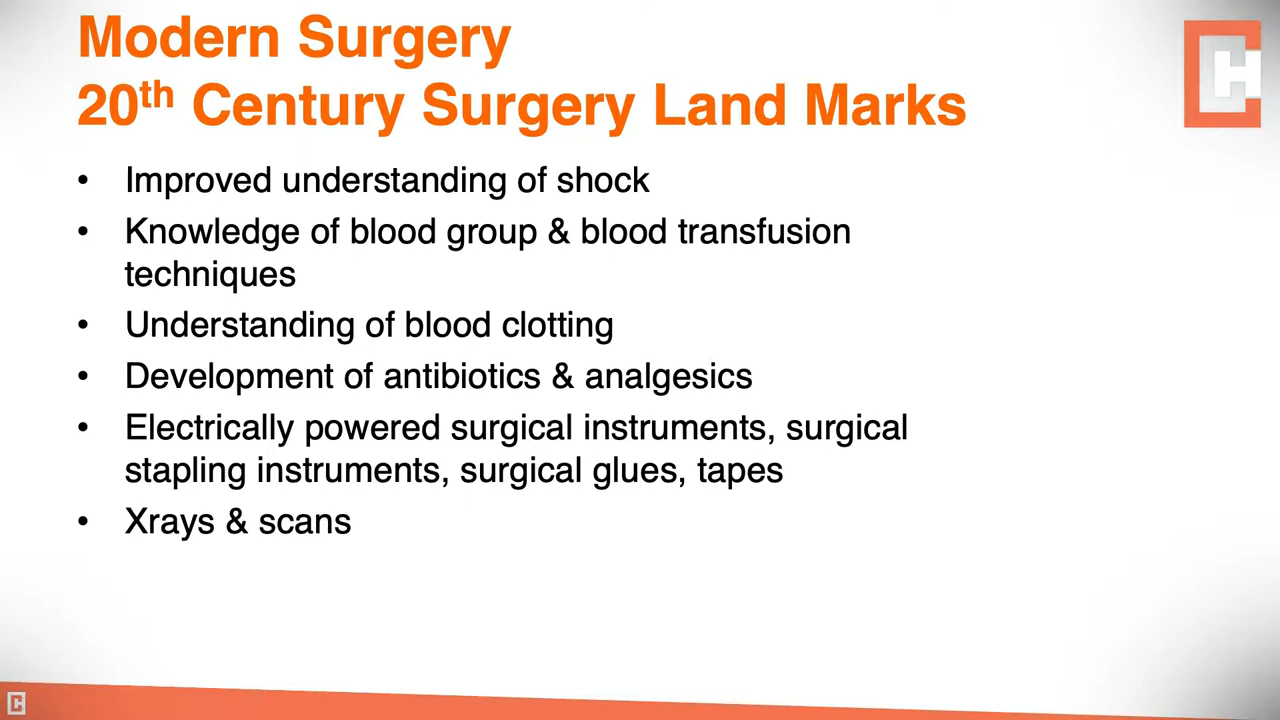 Modern Surgery
20th Century Surgery Land Marks
• Improved understanding of shock
• Knowledge of blood group & blood transfusion
techniques
• Understanding of blood clotting
• Development of antibiotics & analgesics
• Electrically powered surgical instruments, surgical
stapling instruments, surgical glues, tapes
• Xrays & scans